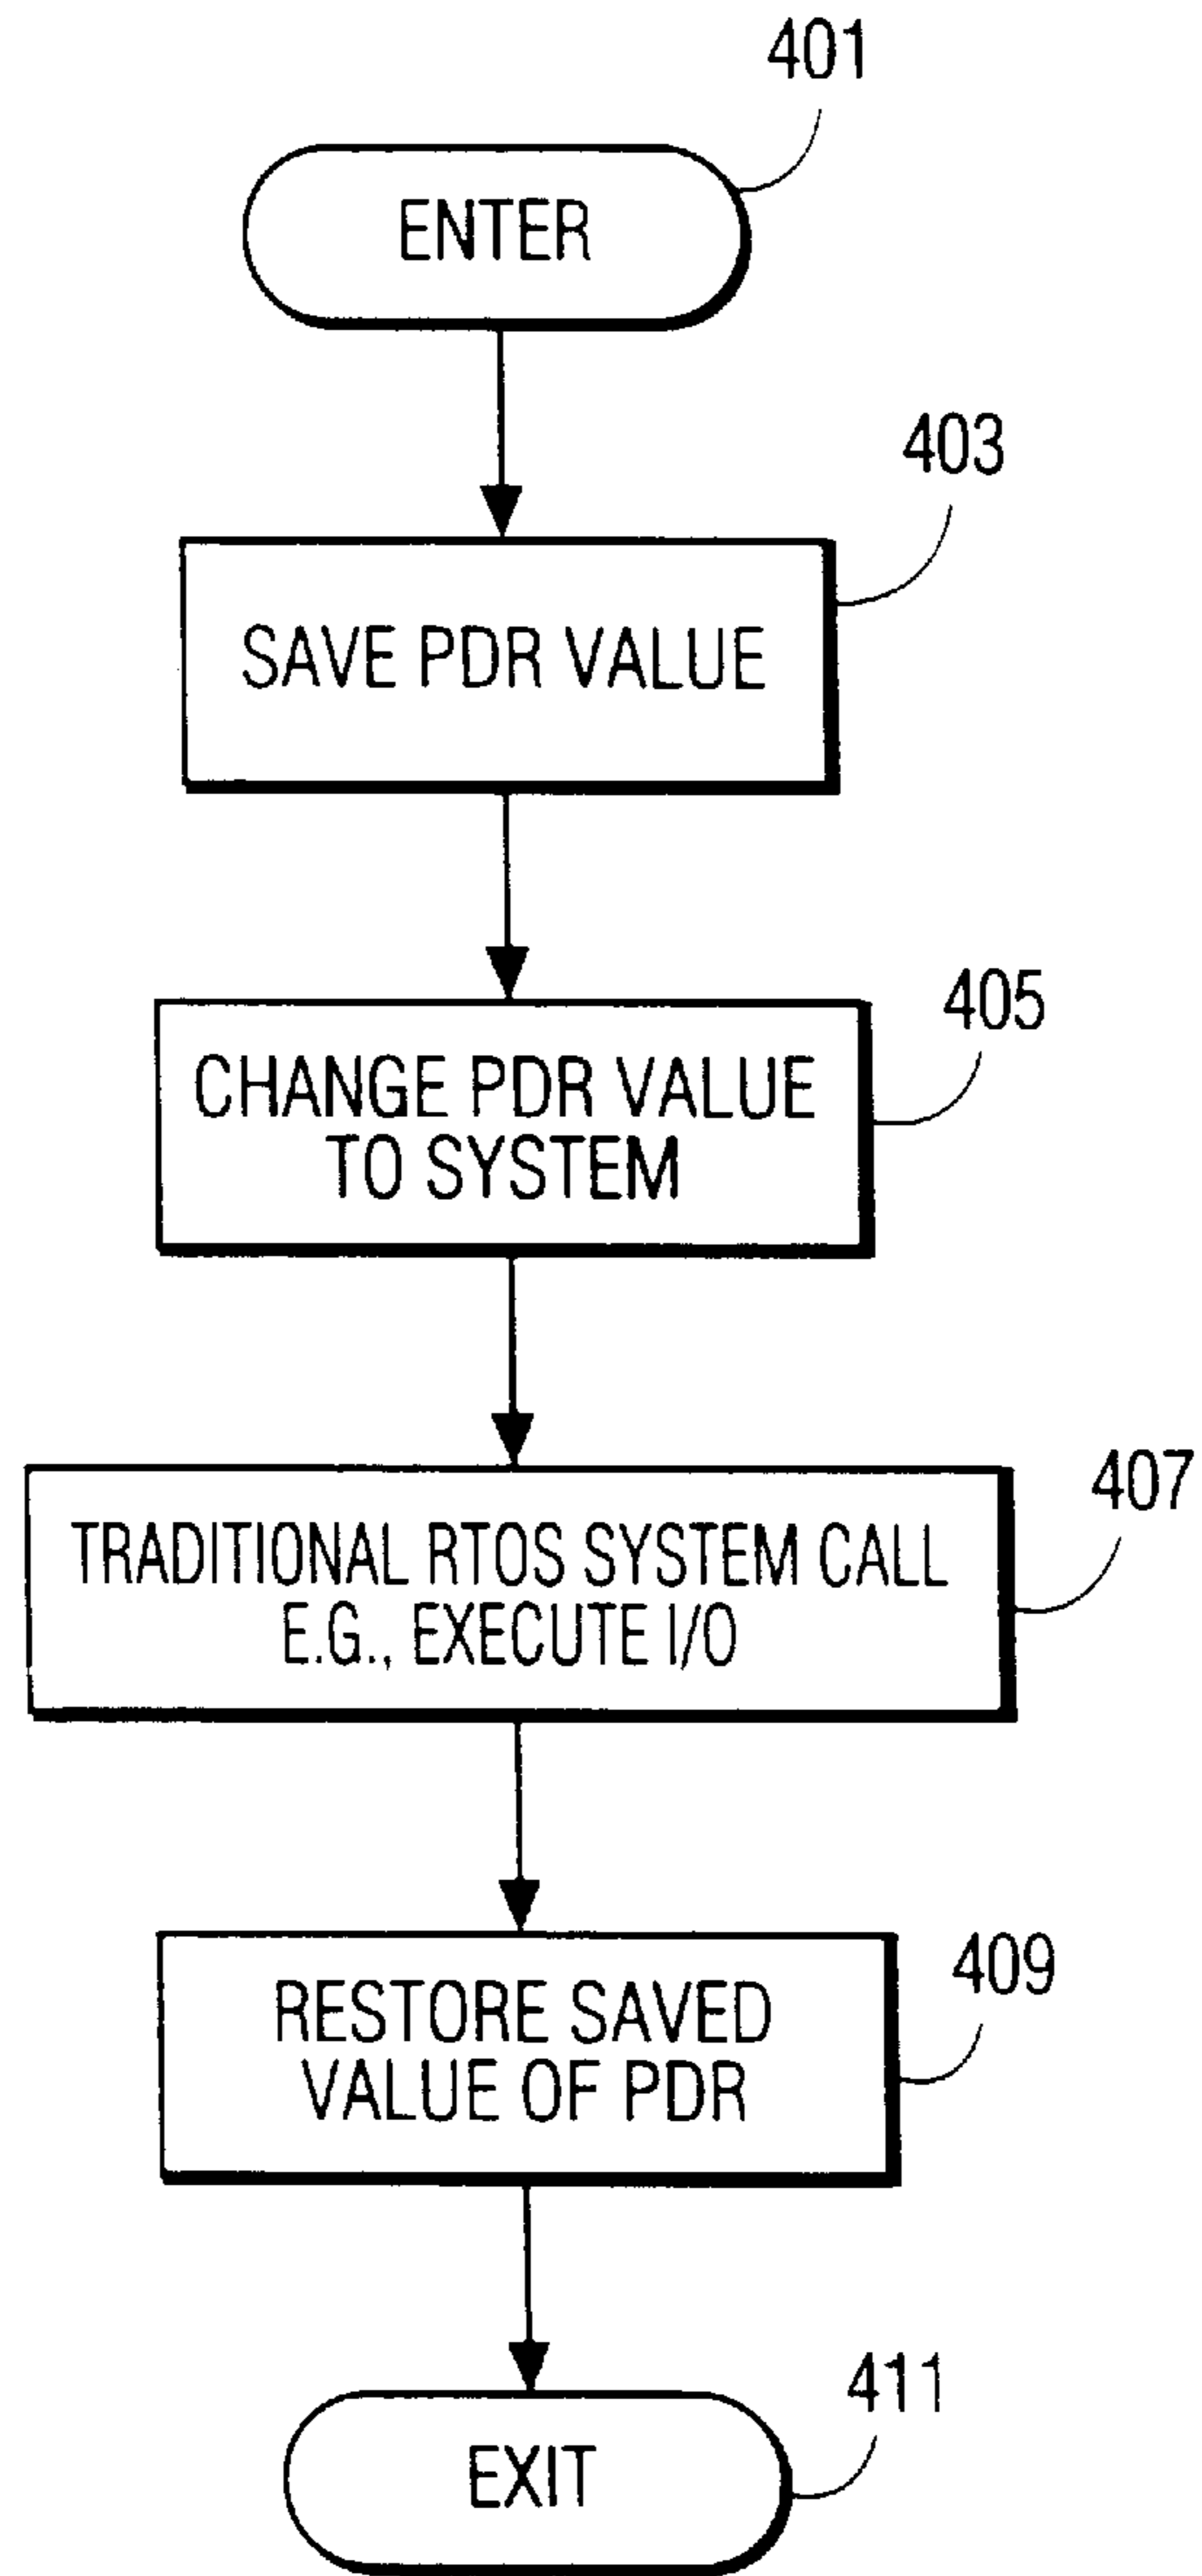 401
ENTER
403
SAVE PDR VALUE
405
CHANGE PDR VALUE
TO SYSTEM
407
TRADITIONAL RTOS SYSTEM CALL
E.G., EXECUTE I/O
409
RESTORE SAVED
VALUE OF PDR
411
EXIT